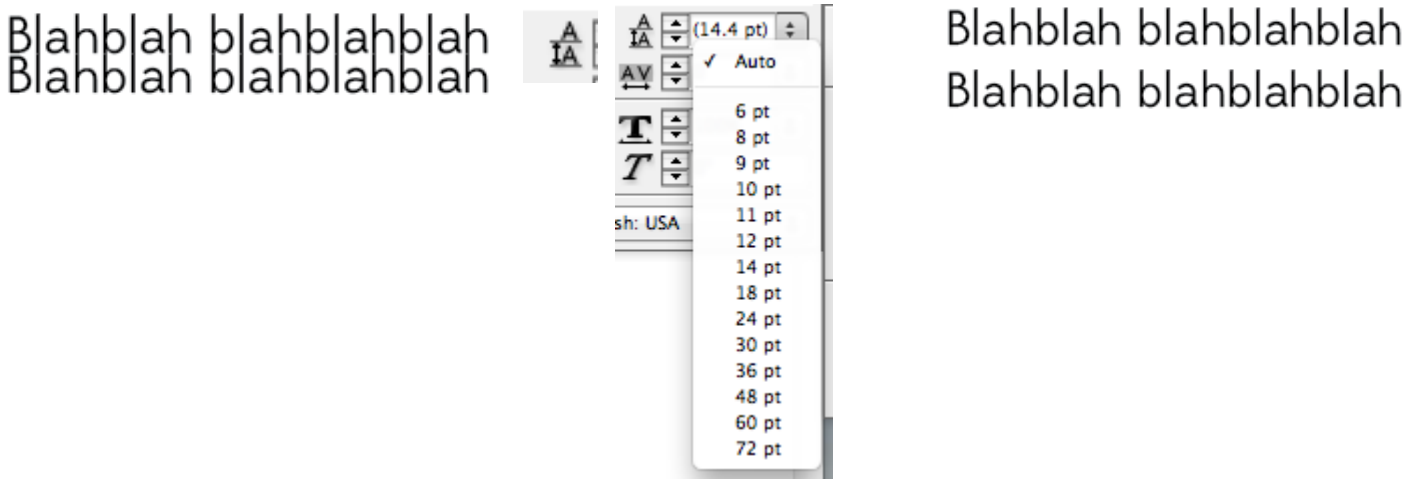 Blahblah blahblahblah
Blahblah blahblahblah
A
A
A
A
(14.4 pt)
AV
T
T
sh: USA
✓ Auto
6 pt
8 pt
9 pt
10 pt
11 pt
12 pt
14 pt
18 pt
24 pt
30 pt
36 pt
48 pt
60 pt
72 pt
Blahblah blahblahblah
Blahblah blahblahblah